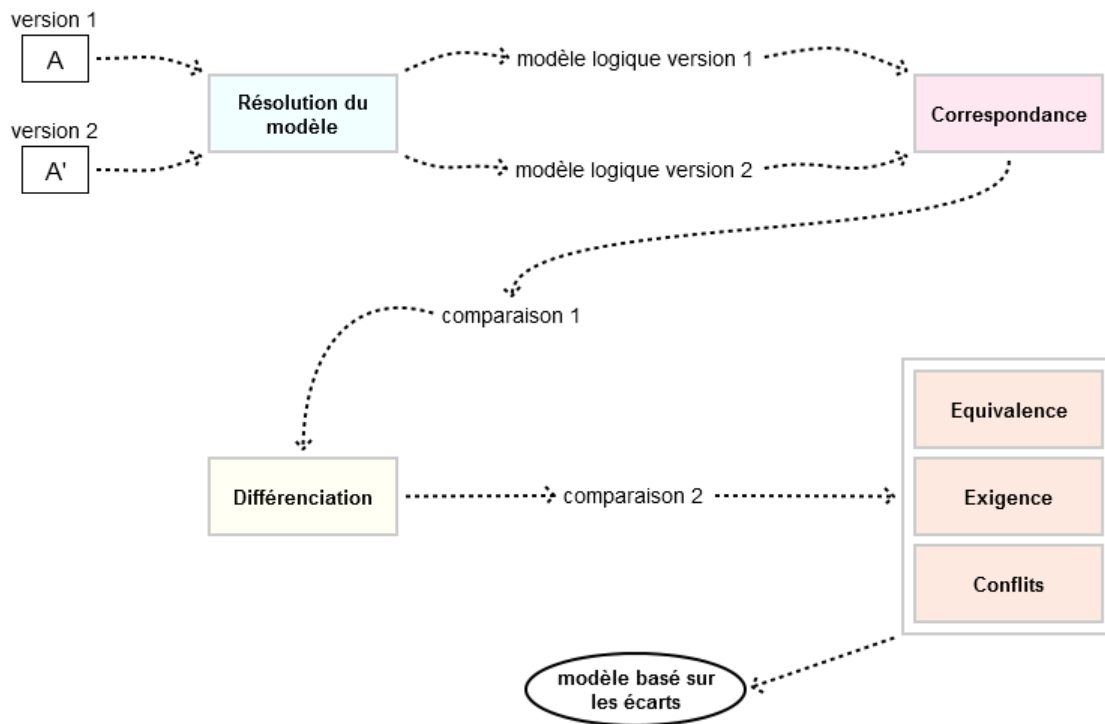 version 1
A
modèle logique version 1
Résolution du
modèle
Correspondance
version 2
A'
modèle logique version 2
comparaison 1
Equivalence
Différenciation
comparaison 2
Exigence
Conflits
modèle basé sur
les écarts